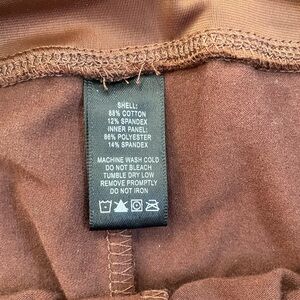 SHELL:
88% COTTON
12% SPANDEX
INNER PANEL:
86% POLYESTER
14% SPANDEX
MACHINE WASH COLD
DO NOT BLEACH
TUMBLE DRY LOW
REMOVE PROMPTLY
DO NOT IRON